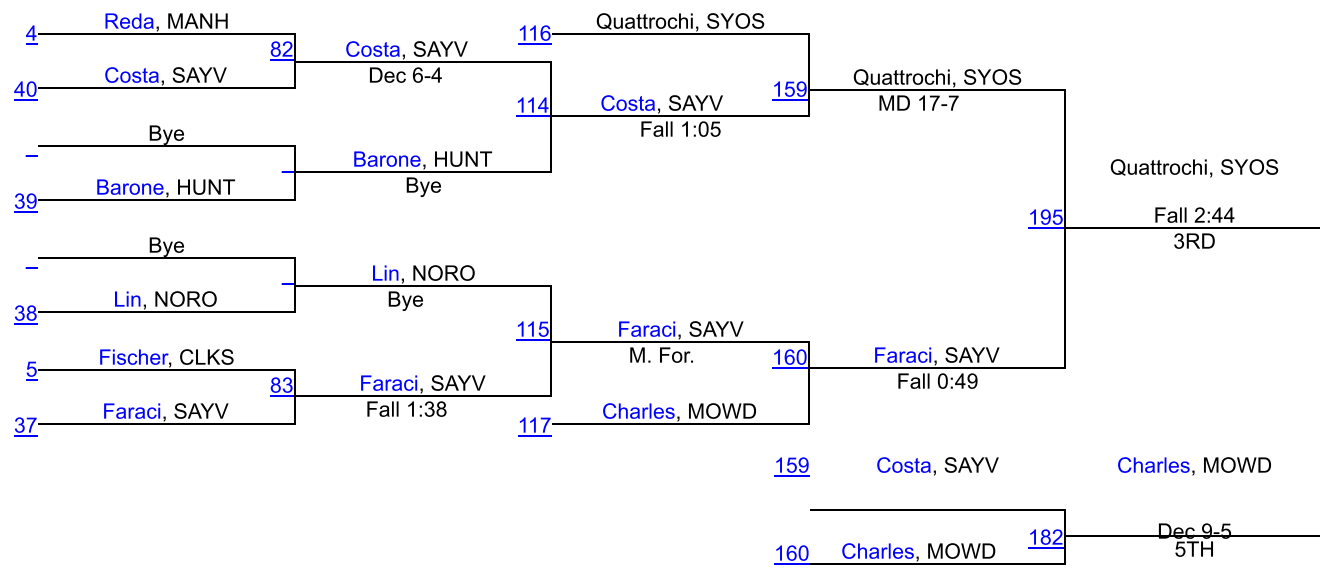 Reda, MANH
4
82
Costa, SAYV
40
Costa, SAYV
Dec 6-4
Bye
Barone, HUNT
39
Barone, HUNT
Bye
114
116
Quattrochi, SYOS
Costa, SAYV
Fall 1:05
159
Quattrochi, SYOS
MD 17-7
Bye
Lin, NORO
38
Lin, NORO
Bye
Fischer, CLKS
5
83
Faraci, SAYV
37
Faraci, SAYV
Fall 1:38
115
Faraci, SAYV
M. For.
117
Charles, MOWD
160
Faraci, SAYV
Fall 0:49
195
Quattrochi, SYOS
Fall 2:44
3RD
159
Costa, SAYV
160
Charles, MOWD
182
Charles, MOWD
Dec 9-5
5TH